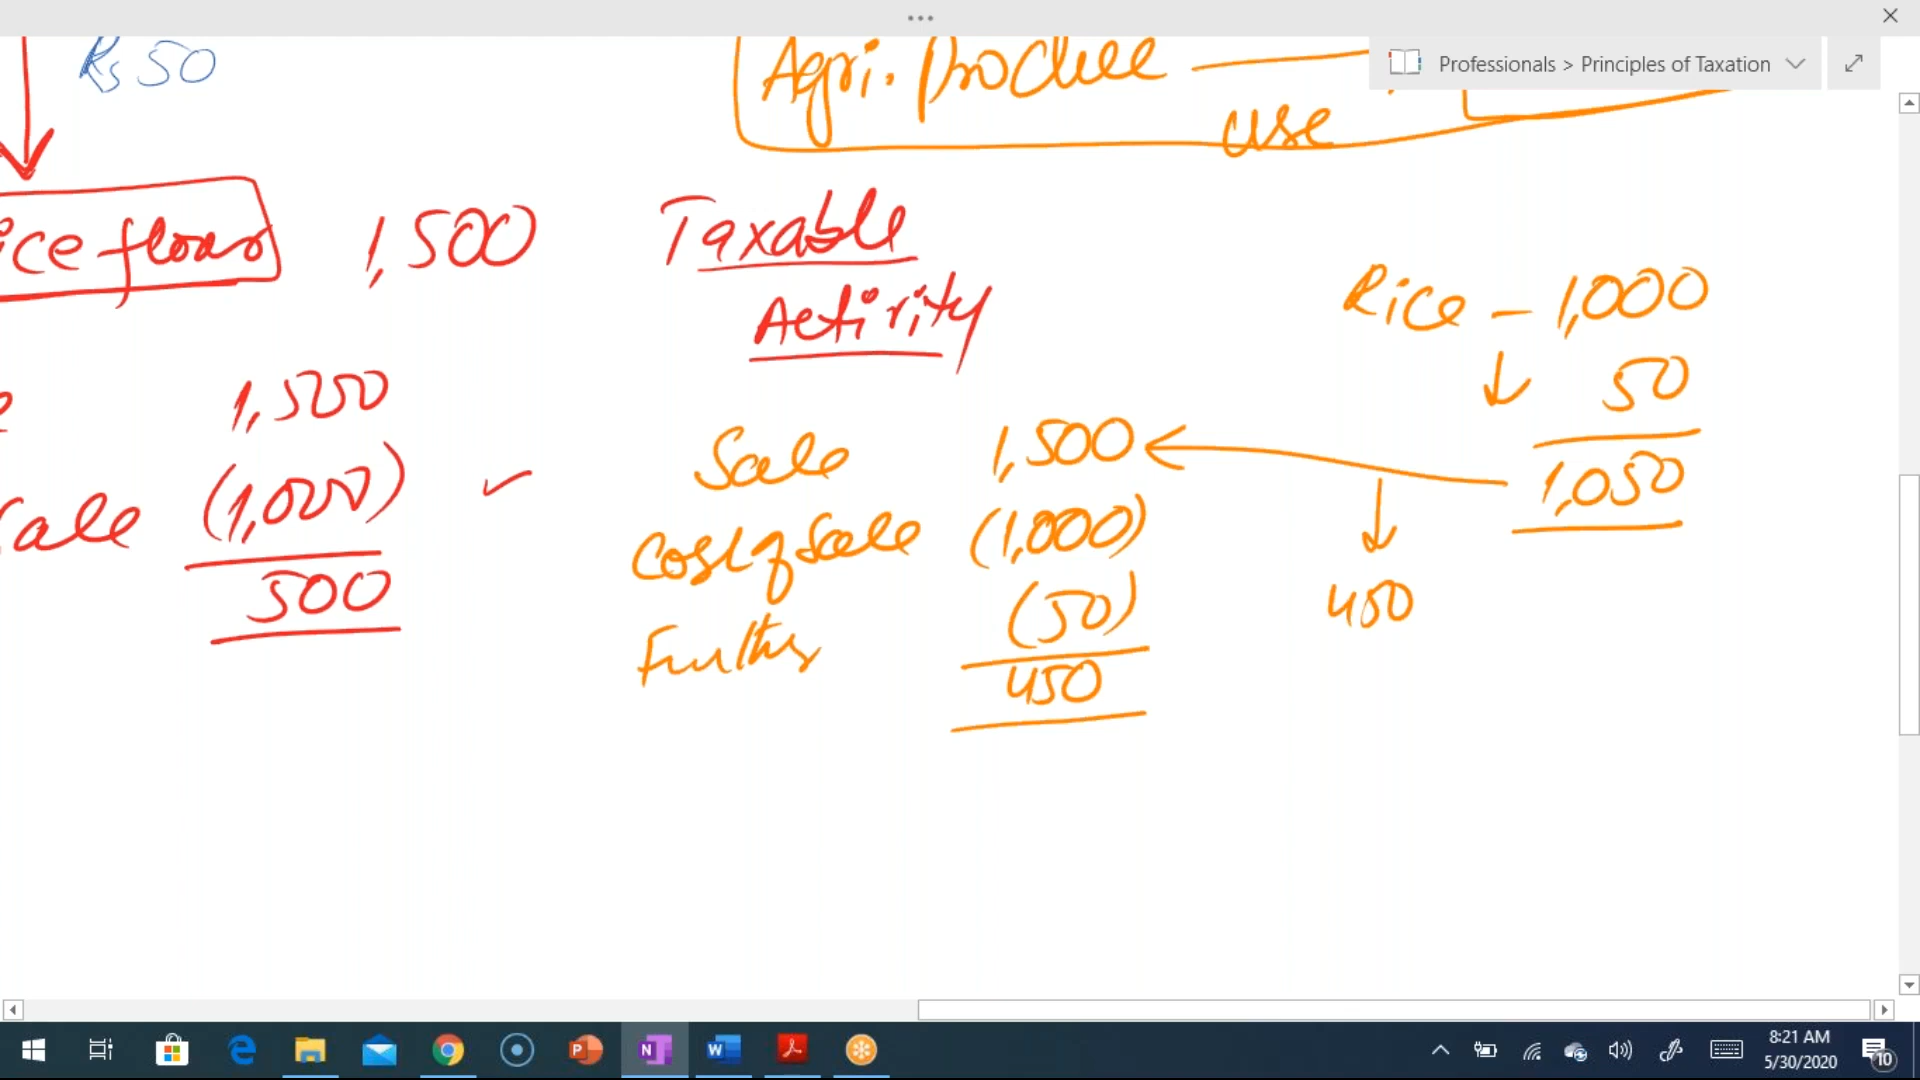 Rs 50
Agri. Produce
use
Professionals > Principles of Taxation
ice flour 1,500 Taxable
Activity
Rice - 1,000
50
1,050
1,500
Sale (1,000)
500
Sale 1,500
Cost of Sale (1,000)
Further (50)
450
450
8:21 AM
5/30/2020
10